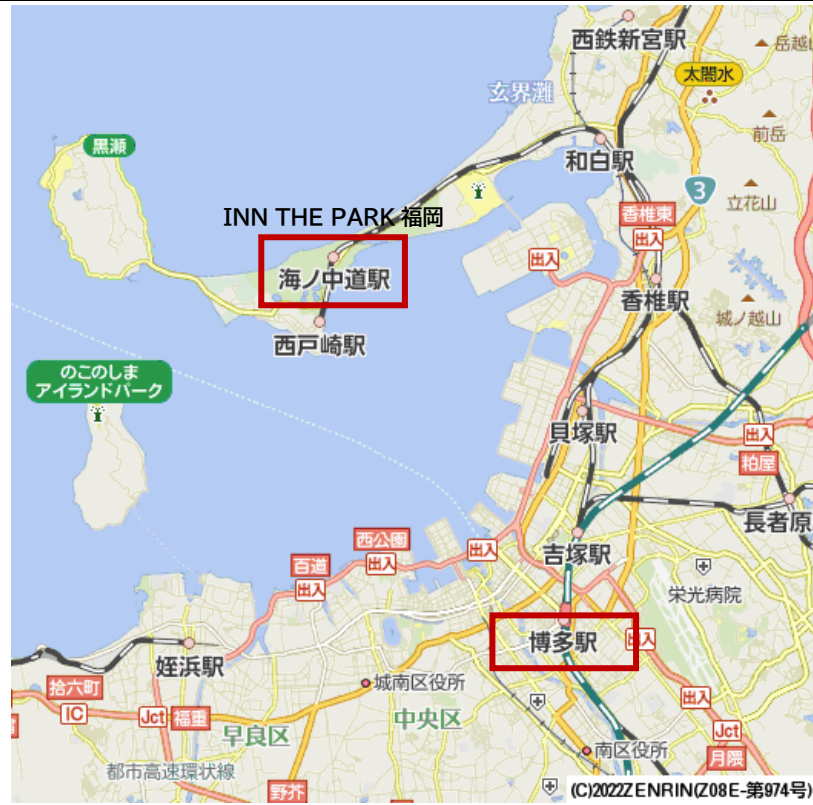 西鉄新宮駅
岳越山
太閤水
玄界灘
前岳
黒瀬
和白駅
3
立花山
INN THE PARK 福岡
香椎東
出入
出入
海ノ中道駅
香椎駅
城ノ越山
西戸崎駅
のこのしま
アイランドパーク
貝塚駅
出入
粕屋
長者原
西公園
出入
出入
百道
出入
吉塚駅
栄光病院
博多駅
出入
姪浜駅
城南区役所
拾六町
IC
Jct
福重
中央区
早良区
出入
Jct
月隈
南区役所
都市高速環状線
野芥
(C)2022ZENRIN(Z08E-第974号)